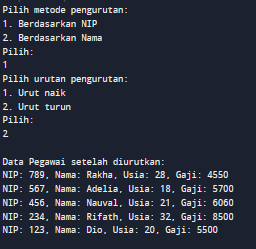 Pilih metode pengurutan:
1. Berdasarkan NIP
2. Berdasarkan Nama
Pilih:
1
Pilih urutan pengurutan:
1. Urut naik
2. Urut turun
Pilih:
2
Data Pegawai setelah diurutkan:
NIP: 789, Nama: Rakha, Usia: 28, Gaji: 4550
NIP: 567, Nama: Adelia, Usia: 18, Gaji: 5700
NIP: 456, Nama: Nauval, Usia: 21, Gaji: 6060
NIP: 234, Nama: Rifath, Usia: 32, Gaji: 8500
NIP: 123, Nama: Dio, Usia: 20, Gaji: 5500